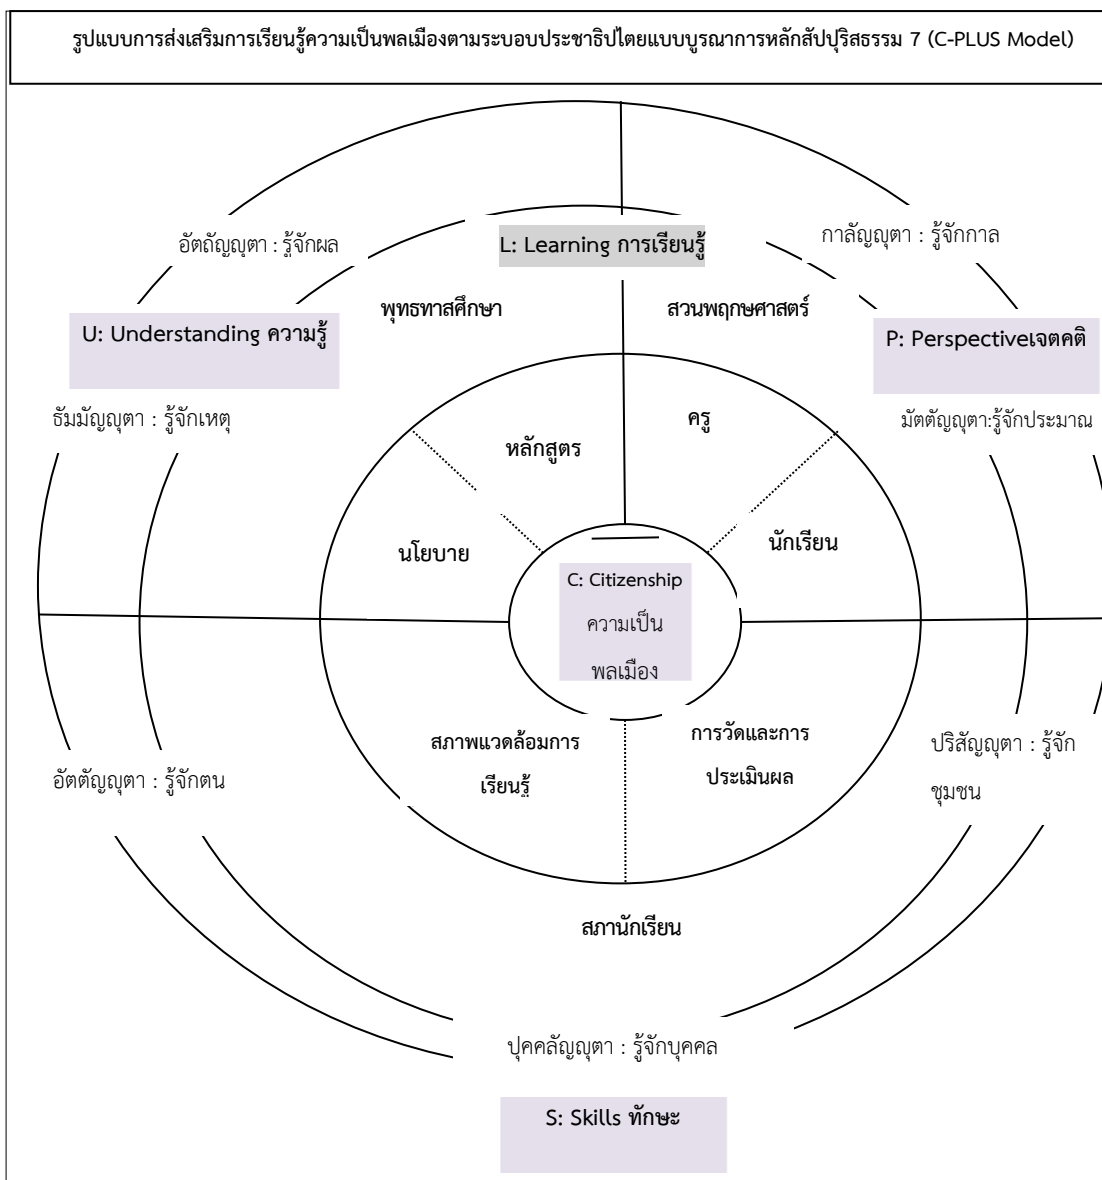 รูปแบบการส่งเสริมการเรียนรู้ความเป็นพลเมืองตามระบอบประชาธิปไตยแบบบูรณาการหลักสัปปุริสธรรม 7 (C-PLUS Model)
อัตถัญญุตา : รู้จักผล
L: Learning การเรียนรู้
กาลัญญุตา : รู้จักกาล
พุทธทาสศึกษา
สวนพฤกษศาสตร์
U: Understanding ความรู้
P: Perspectiveเจตคติ
ธัมมัญญุตา : รู้จักเหตุ
มัตตัญญุตา:รู้จักประมาณ
หลักสูตร
ครู
นโยบาย
นักเรียน
C: Citizenship
ความเป็น
พลเมือง
สภาพแวดล้อมการ
เรียนรู้
การวัดและการ
ประเมินผล
อัตตัญญุตา : รู้จักตน
ปริสัญญุตา : รู้จัก
ชุมชน
สภานักเรียน
ปุคคลัญญุตา : รู้จักบุคคล
S: Skills ทักษะ